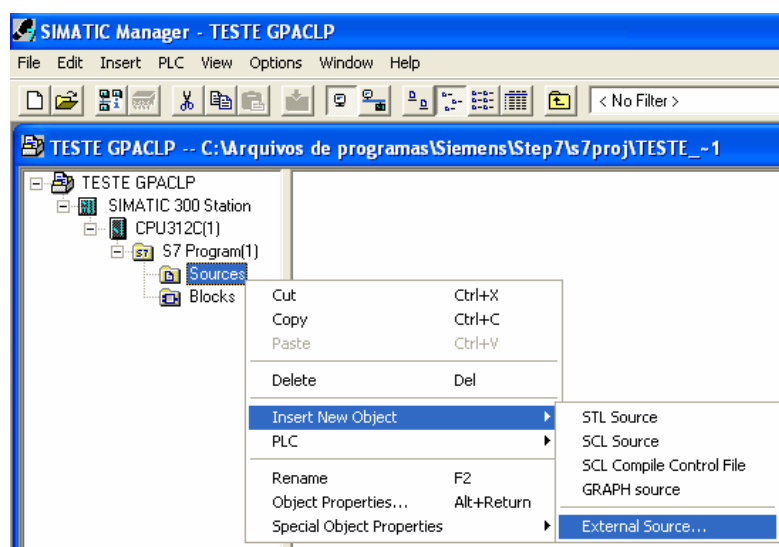 SIMATIC Manager - TESTE GPACLP
File Edit Insert PLC View Options Window Help
< No Filter >
TESTE GPACLP -- C:\Arquivos de programas\Siemens\Step7\s7proj\TESTE_~1
TESTE GPACLP
SIMATIC 300 Station
CPU312C(1)
S7 Program(1)
Sources
Blocks
Cut Ctrl+X
Copy Ctrl+C
Paste Ctrl+V
Delete Del
Insert New Object
PLC
Rename F2
Object Properties... Alt+Return
Special Object Properties
STL Source
SCL Source
SCL Compile Control File
GRAPH source
External Source...